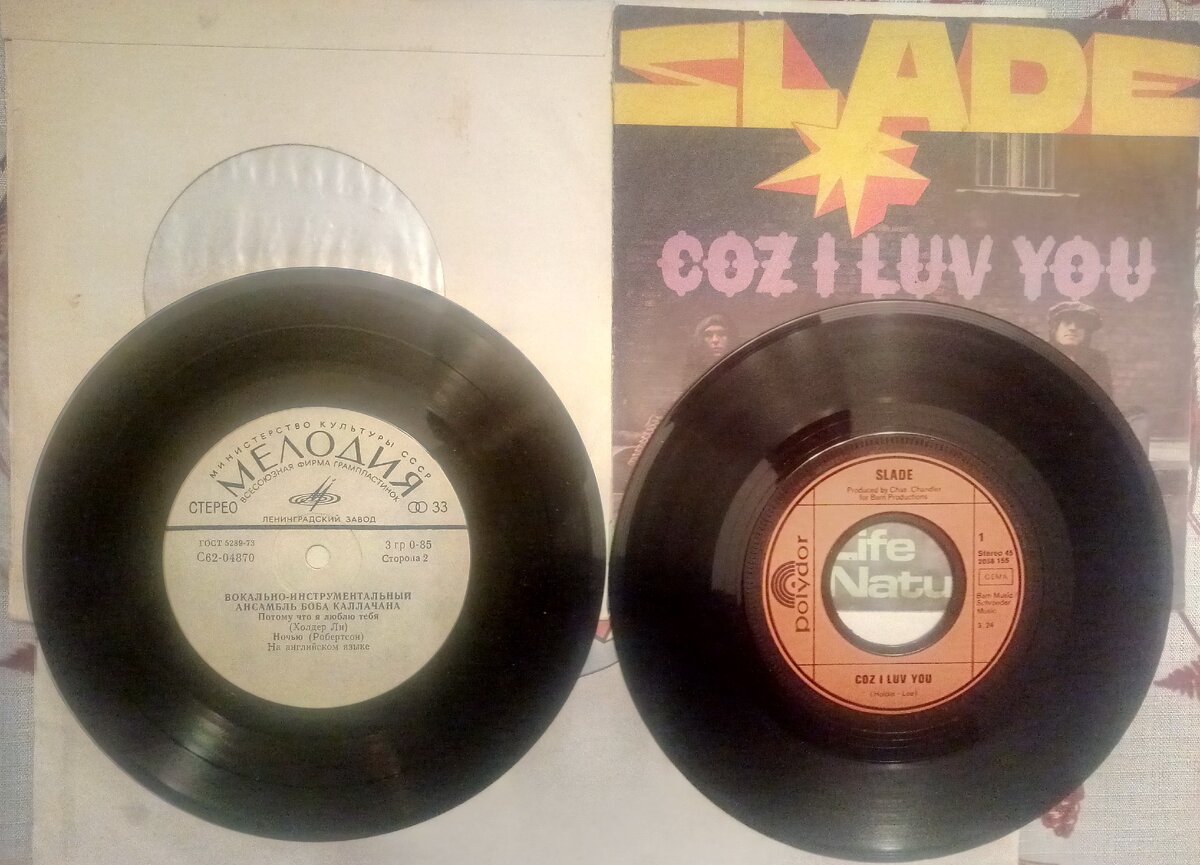 МИНИСТЕРСТВО КУЛЬТУРЫ СССР
МЕЛОДИЯ
ВСЕСОЮЗНАЯ ФИРМА ГРАМПЛАСТИНОК
СТЕРЕО
33
ЛЕНИНГРАДСКИЙ ЗАВОД
ГОСТ 5289-73
3 гр 0-85
С62-04870
Сторона 2
ВОКАЛЬНО-ИНСТРУМЕНТАЛЬНЫЙ
АНСАМБЛЬ БОБА КАЛЛАЧАНА
Потому что я люблю тебя
(Холдер Ли)
Ночью (Робертсон)
На английском языке
SLADE
COZ I LUV YOU
SLADE
Produced by Chas Chandler
for Barn Productions
polydor
1
Stereo 45
2058 155
GEMA
Barn Music
Schroeder
Music
3.24
Life
Natu
COZ I LUV YOU
(Holder - Lea)